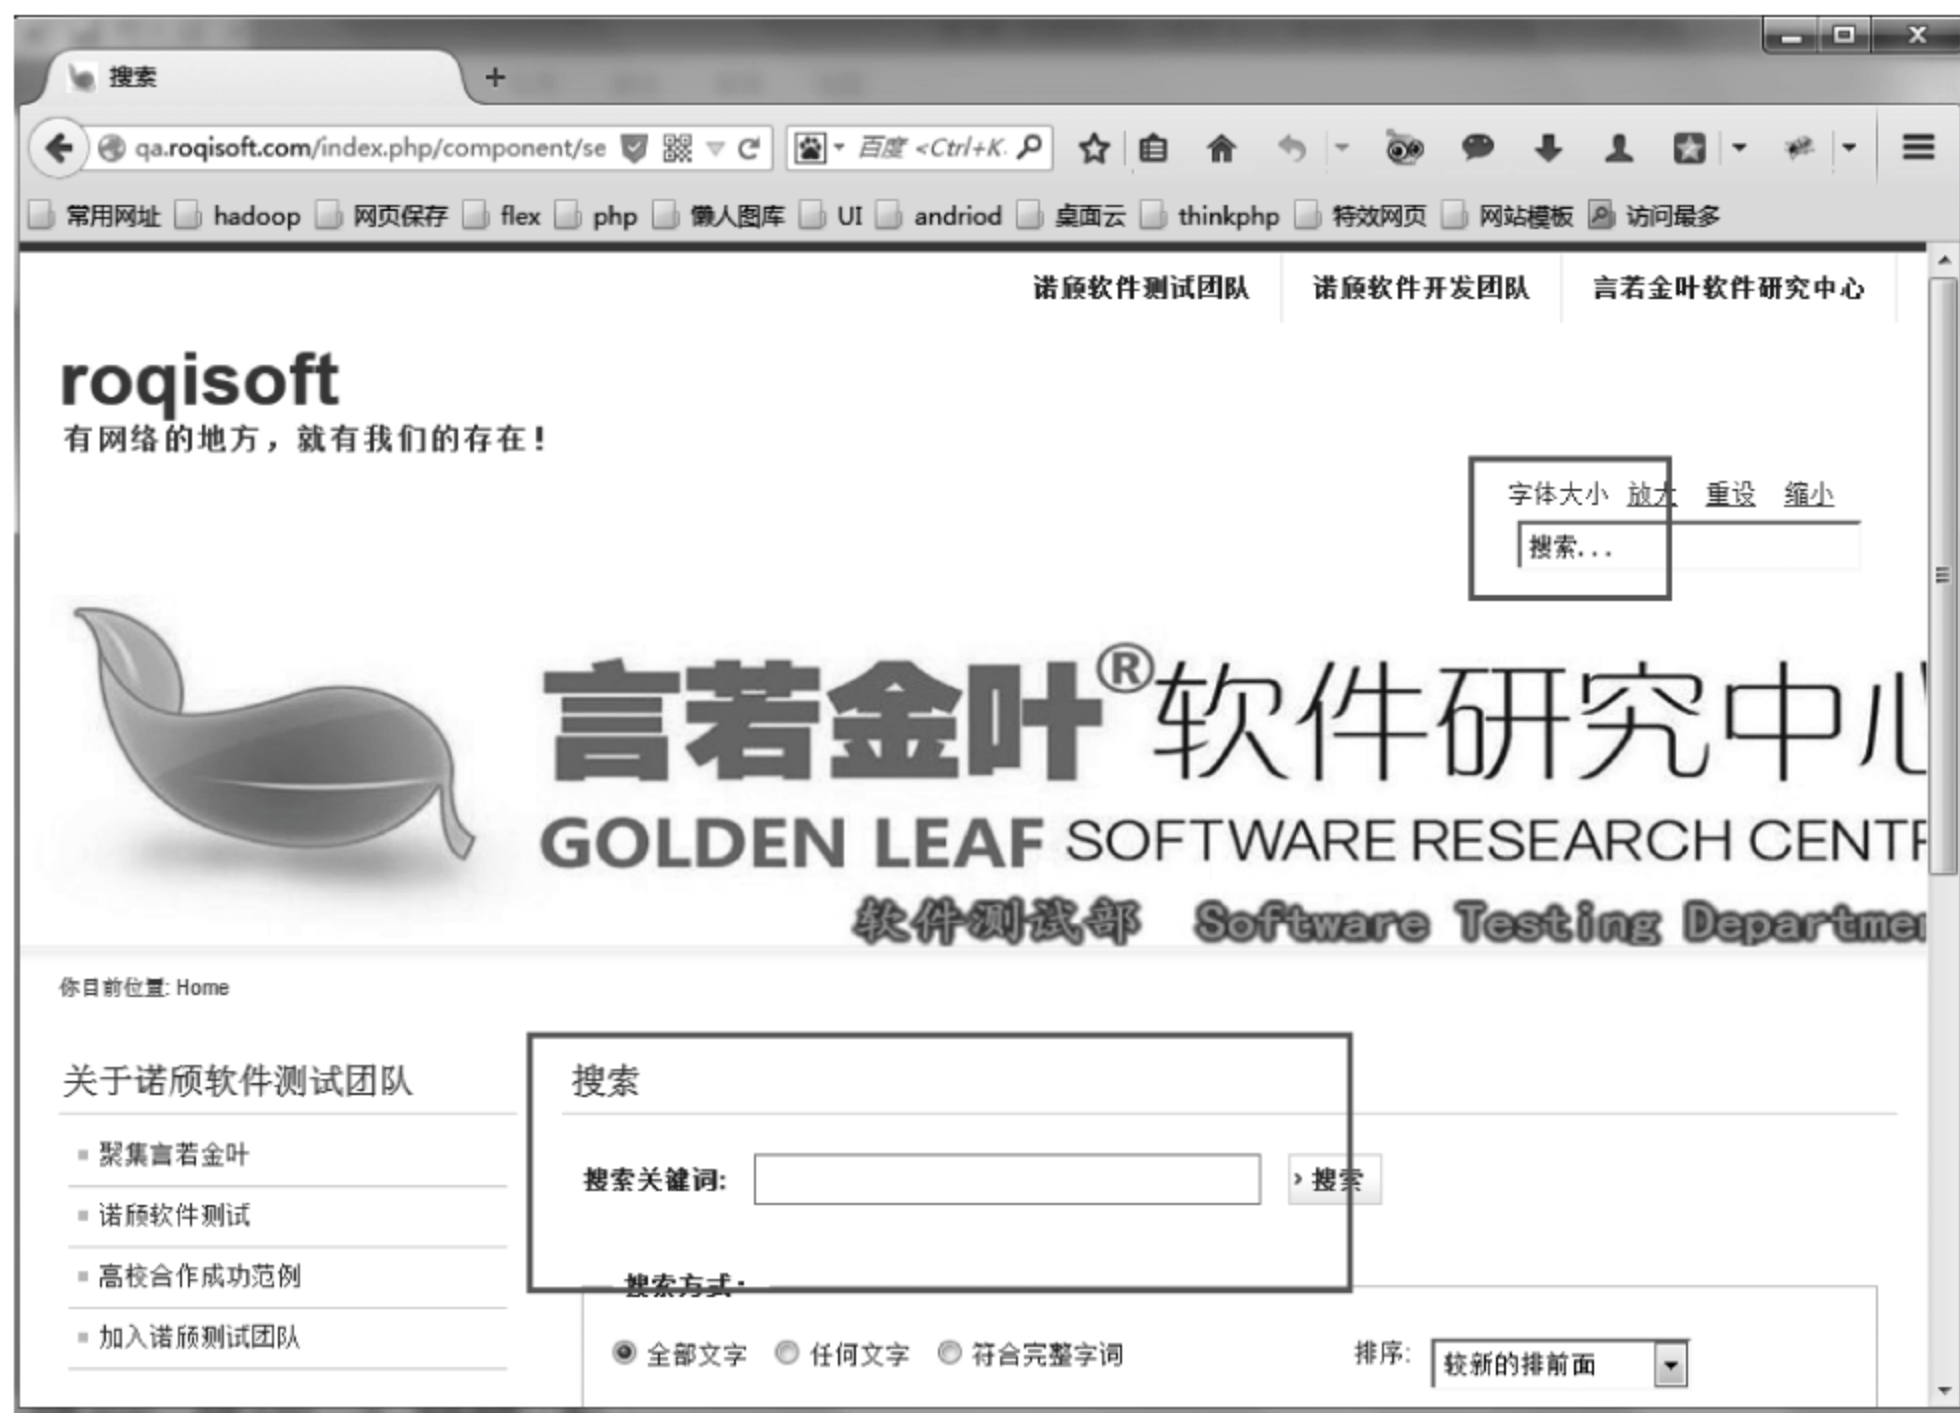 搜索
qa.roqisoft.com/index.php/component/se 百度 <Ctrl+K.
常用网址 hadoop 网页保存 flex php 懒人图库 UI andriod 桌面云 thinkphp 特效网页 网站模板 访问最多
诺颀软件测试团队 诺颀软件开发团队 言若金叶软件研究中心
roqisoft
有网络的地方，就有我们的存在！
字体大小 放大 重设 缩小
搜索...
言若金叶®软件研究中心
GOLDEN LEAF SOFTWARE RESEARCH CENTR
软件测试部 Software Testing Departmen
你目前位置: Home
关于诺颀软件测试团队
聚集言若金叶
诺颀软件测试
高校合作成功范例
加入诺颀测试团队
搜索
搜索关键词: 搜索
搜索方式:
全部文字 任何文字 符合完整字词 排序: 较新的排前面